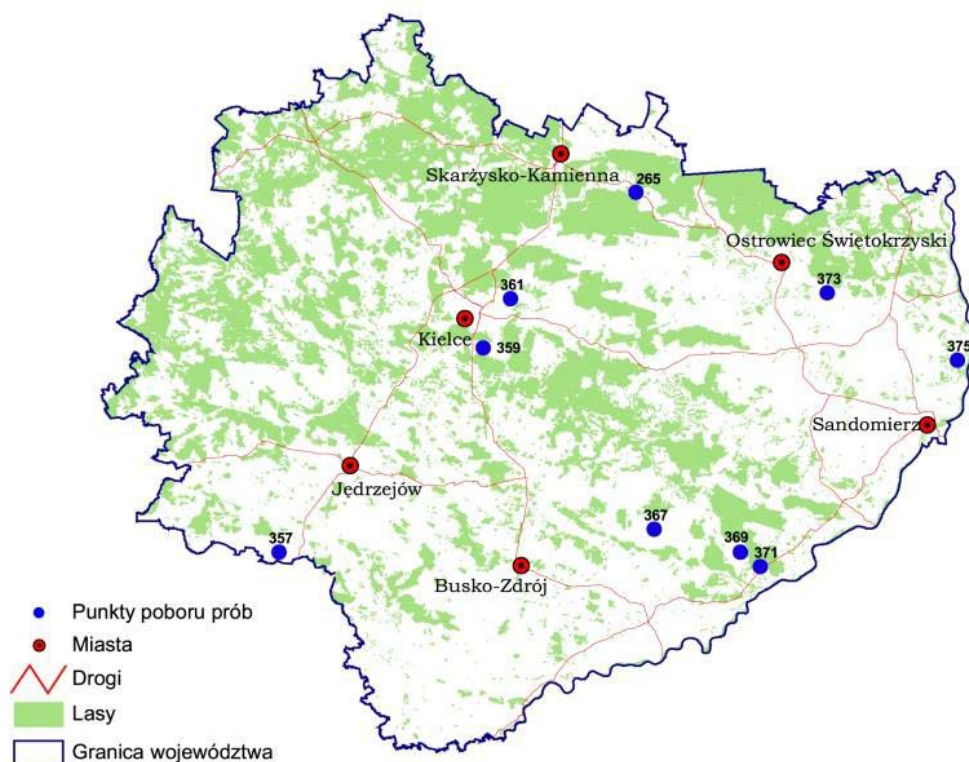 Skarżysko-Kamienna
265
Ostrowiec Świętokrzyski
373
361
Kielce
359
375
Sandomierz
Jędrzejów
367
357
369
371
Busko-Zdrój
Punkty poboru prób
Miasta
Drogi
Lasy
Granica województwa